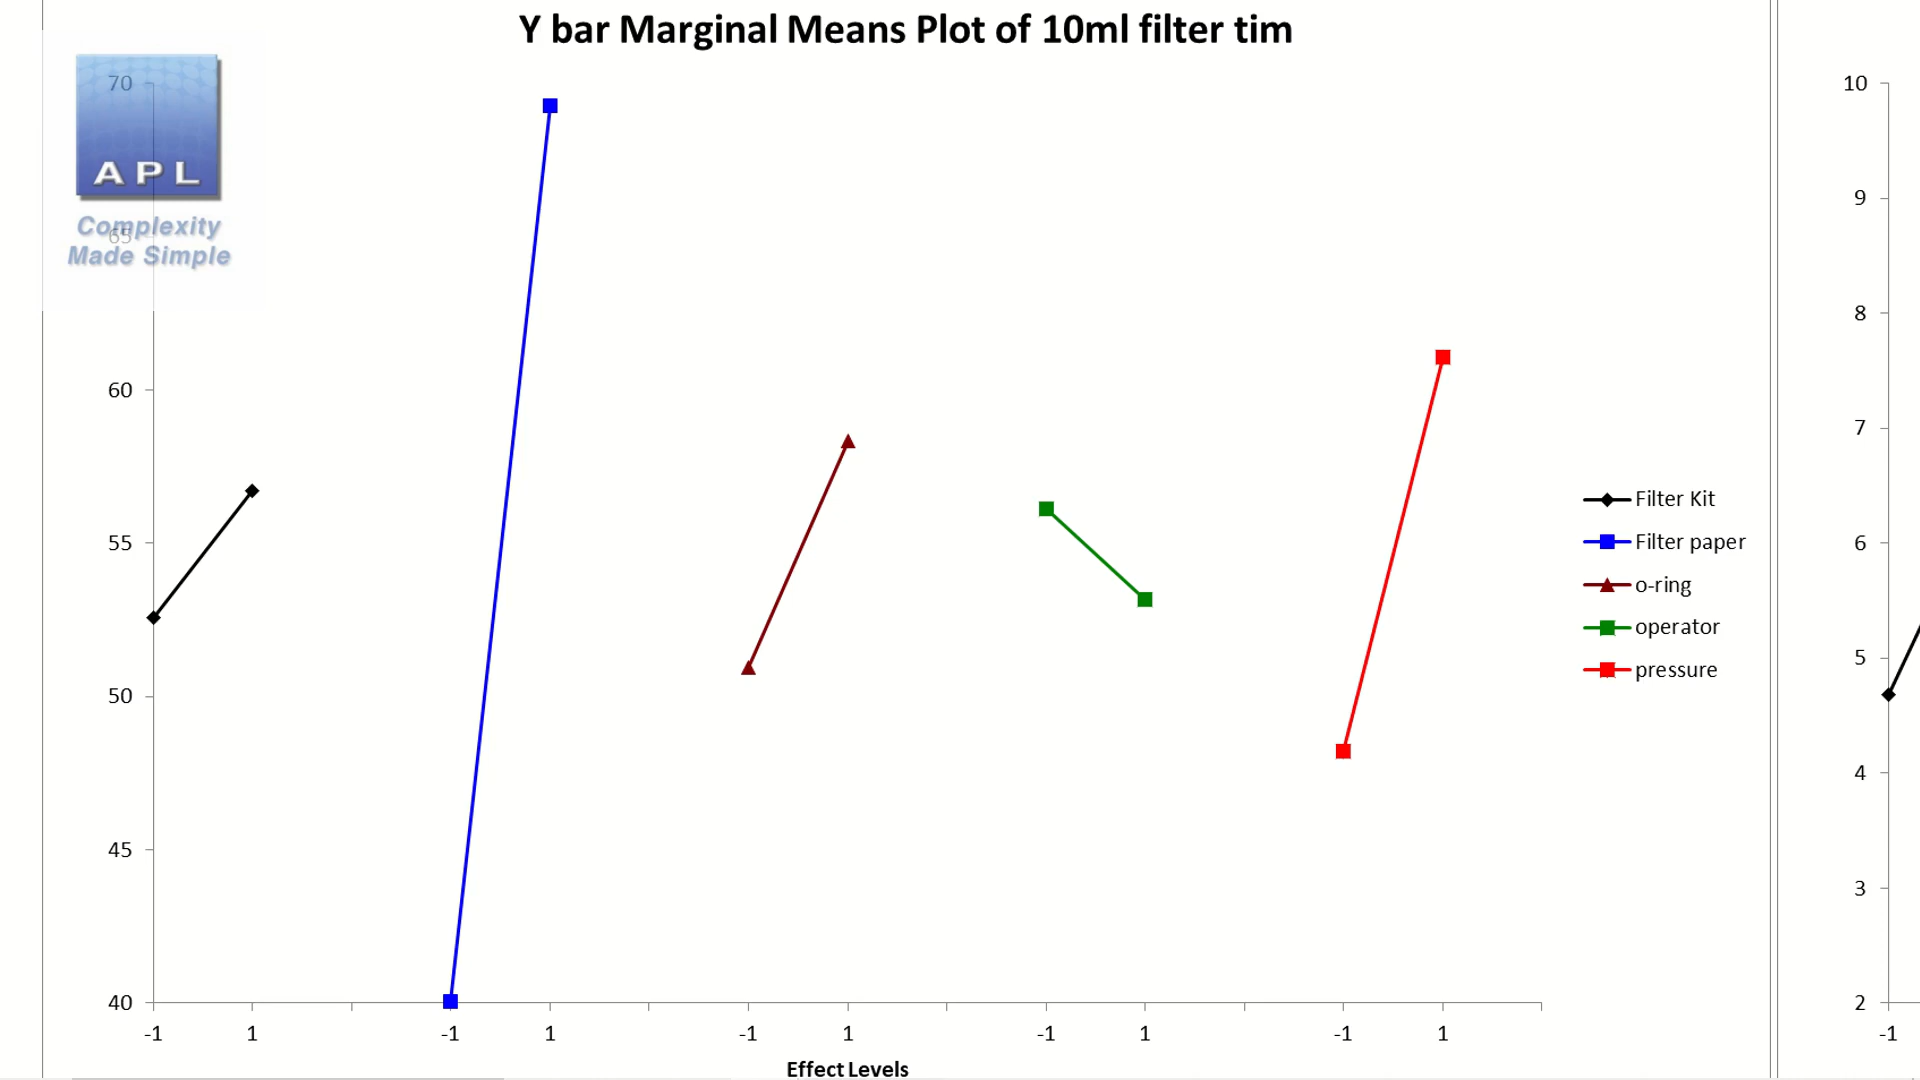 Y bar Marginal Means Plot of 10ml filter tim
APL
Complexity
Made Simple
70
65
60
55
50
45
40
-1 1 -1 1 -1 1 -1 1 -1 1
Effect Levels
Filter Kit
Filter paper
o-ring
operator
pressure
10
9
8
7
6
5
4
3
2
-1